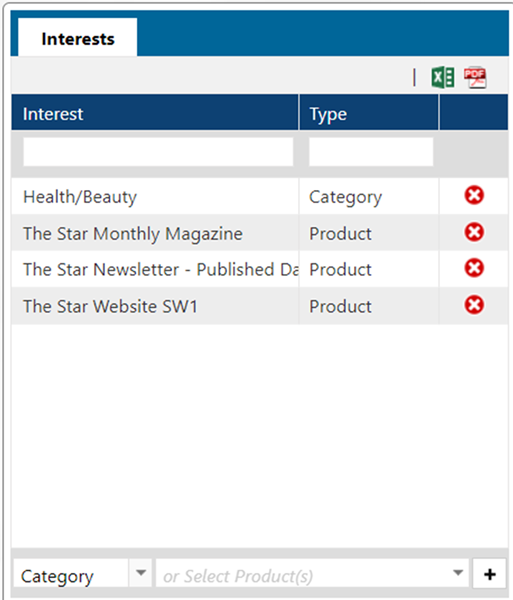 Interests
PDF
Interest Type
Health/Beauty Category
The Star Monthly Magazine Product
The Star Newsletter - Published Da Product
The Star Website SW1 Product
Category or Select Product(s) +